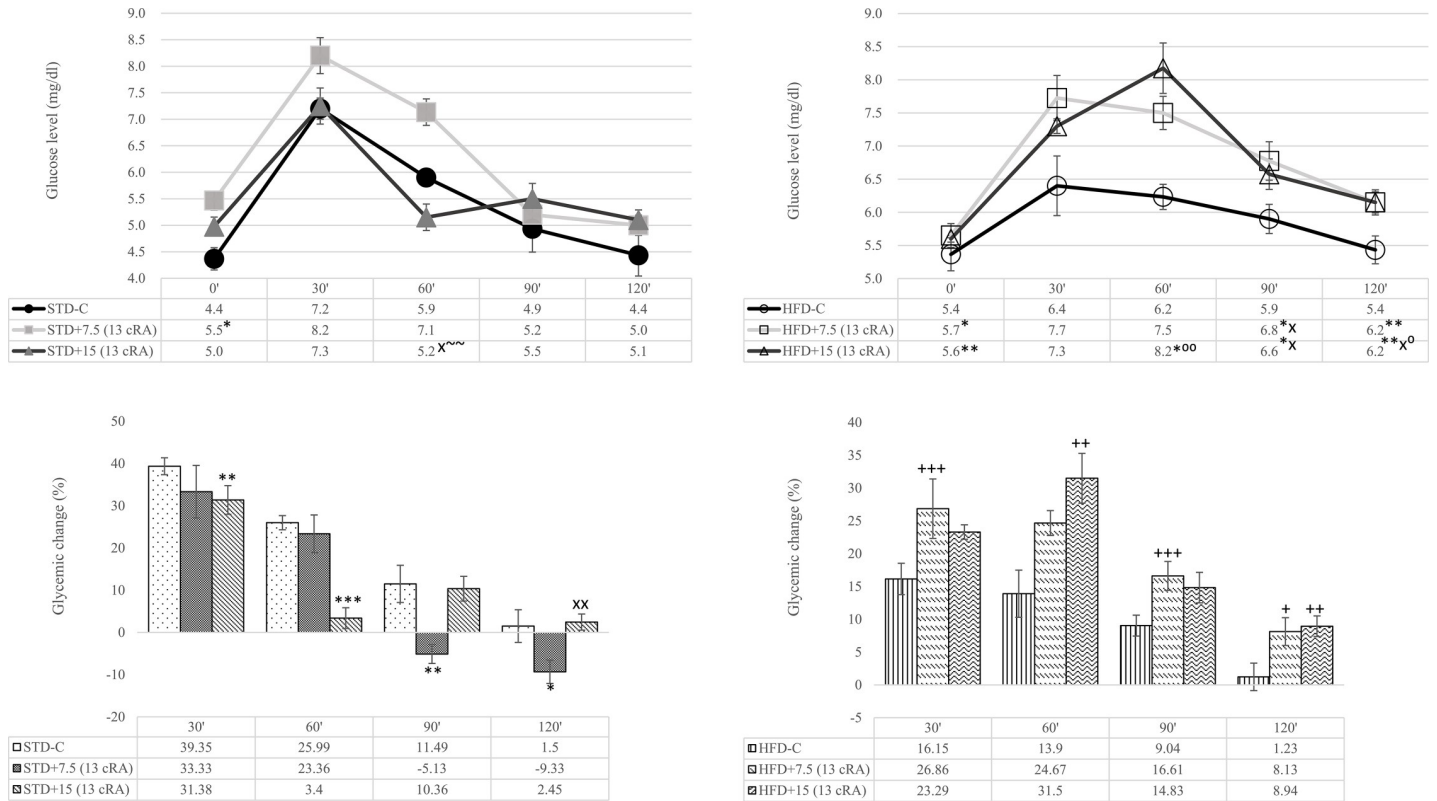 9.0
8.5
8.0
7.5
7.0
6.5
6.0
5.5
5.0
4.5
4.0
Glucose level (mg/dl)
0' 30' 60' 90' 120'
STD-C 4.4 7.2 5.9 4.9 4.4
STD+7.5 (13 cRA) 5.5* 8.2 7.1 5.2 5.0
STD+15 (13 cRA) 5.0 7.3 5.2x~~ 5.5 5.1
9.0
8.5
8.0
7.5
7.0
6.5
6.0
5.5
5.0
Glucose level (mg/dl)
0' 30' 60' 90' 120'
HFD-C 5.4 6.4 6.2 5.9 5.4
HFD+7.5 (13 cRA) 5.7* 7.7 7.5 6.8*x 6.2**
HFD+15 (13 cRA) 5.6** 7.3 8.2*oo 6.6*x 6.2**xo
50
40
30
20
10
0
-10
-20
Glycemic change (%)
**
***
**
*
xx
30' 60' 90' 120'
STD-C 39.35 25.99 11.49 1.5
STD+7.5 (13 cRA) 33.33 23.36 -5.13 -9.33
STD+15 (13 cRA) 31.38 3.4 10.36 2.45
40
35
30
25
20
15
10
5
0
-5
Glycemic change (%)
+++
++
+++
+ ++
30' 60' 90' 120'
HFD-C 16.15 13.9 9.04 1.23
HFD+7.5 (13 cRA) 26.86 24.67 16.61 8.13
HFD+15 (13 cRA) 23.29 31.5 14.83 8.94